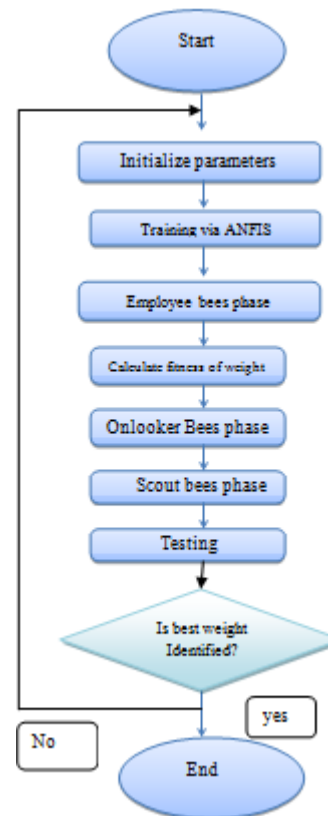 Start
Initialize parameters
Training via ANFIS
Employee bees phase
Calculate fitness of weight
Onlooker Bees phase
Scout bees phase
Testing
Is best weight
Identified?
No
yes
End